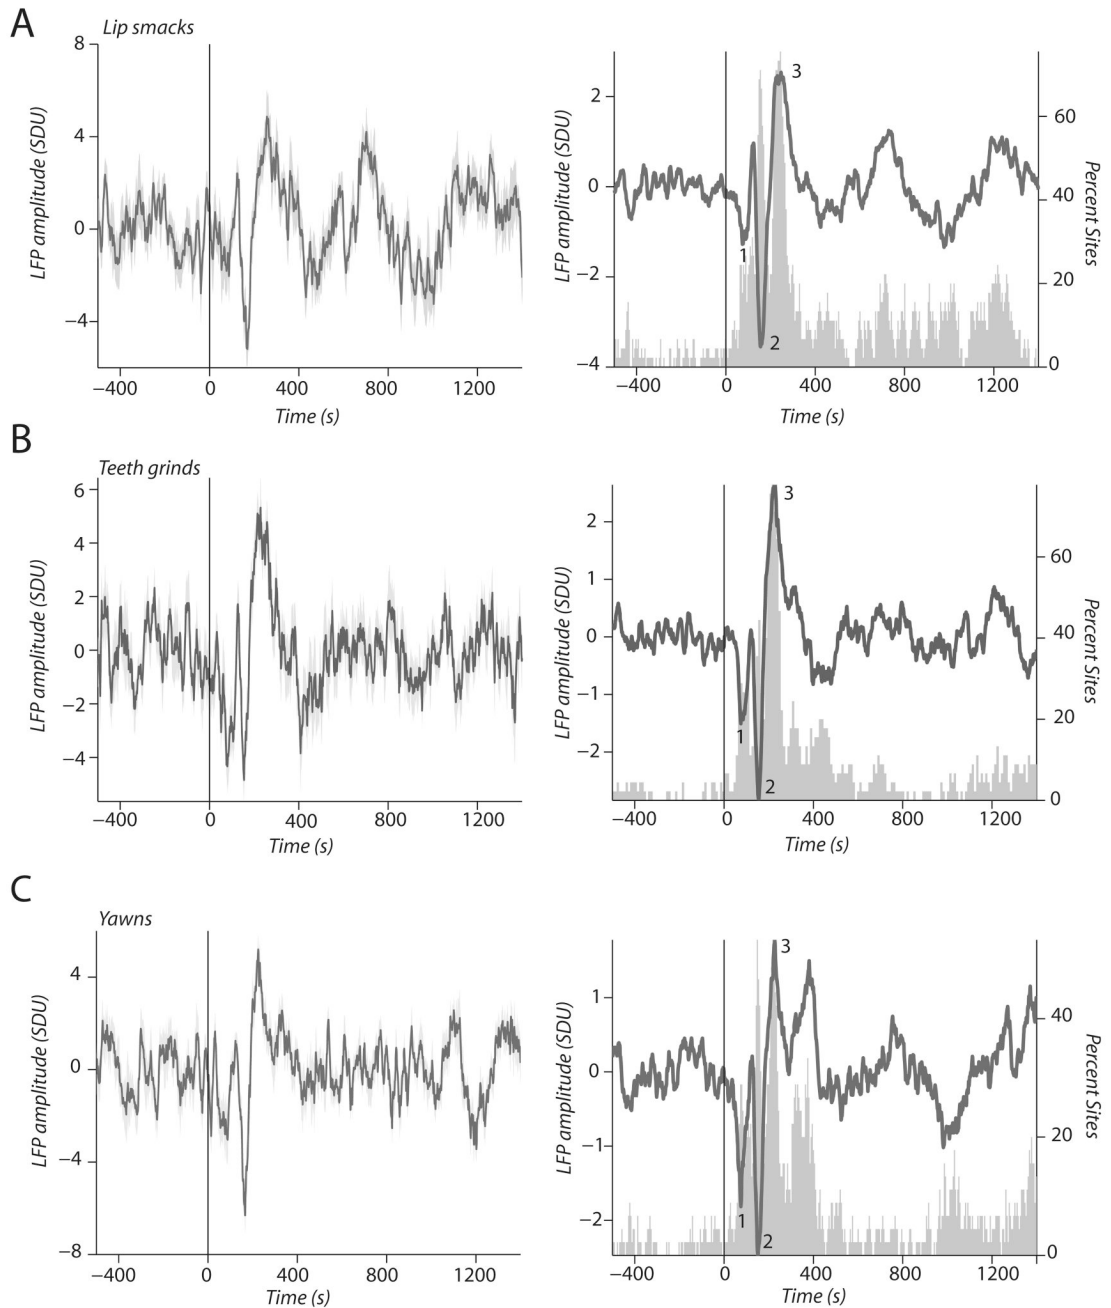 A
Lip smacks
8
4
0
−4
LFP amplitude (SDU)
−400 0 400 800 1200
Time (s)
2
0
−2
−4
LFP amplitude (SDU)
60
40
20
0
Percent Sites
1
2
3
−400 0 400 800 1200
Time (s)
B
Teeth grinds
6
4
2
0
−2
−4
LFP amplitude (SDU)
−400 0 400 800 1200
Time (s)
2
1
0
−1
−2
LFP amplitude (SDU)
60
40
20
0
Percent Sites
1
2
3
−400 0 400 800 1200
Time (s)
C
Yawns
4
0
−4
−8
LFP amplitude (SDU)
−400 0 400 800 1200
Time (s)
1
0
−1
−2
LFP amplitude (SDU)
40
20
0
Percent Sites
1
2
3
−400 0 400 800 1200
Time (s)